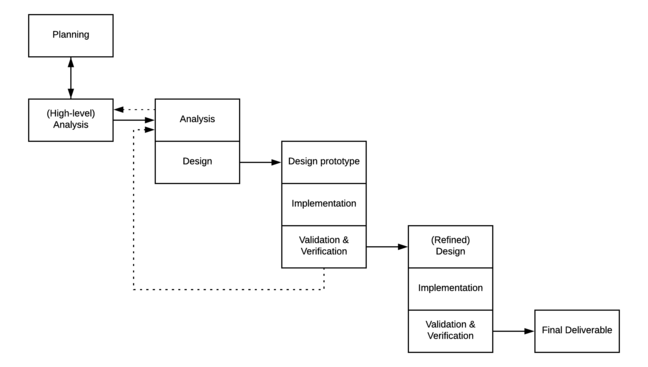 Planning
(High-level)
Analysis
Analysis
Design
Design prototype
Implementation
Validation &
Verification
(Refined)
Design
Implementation
Validation &
Verification
Final Deliverable